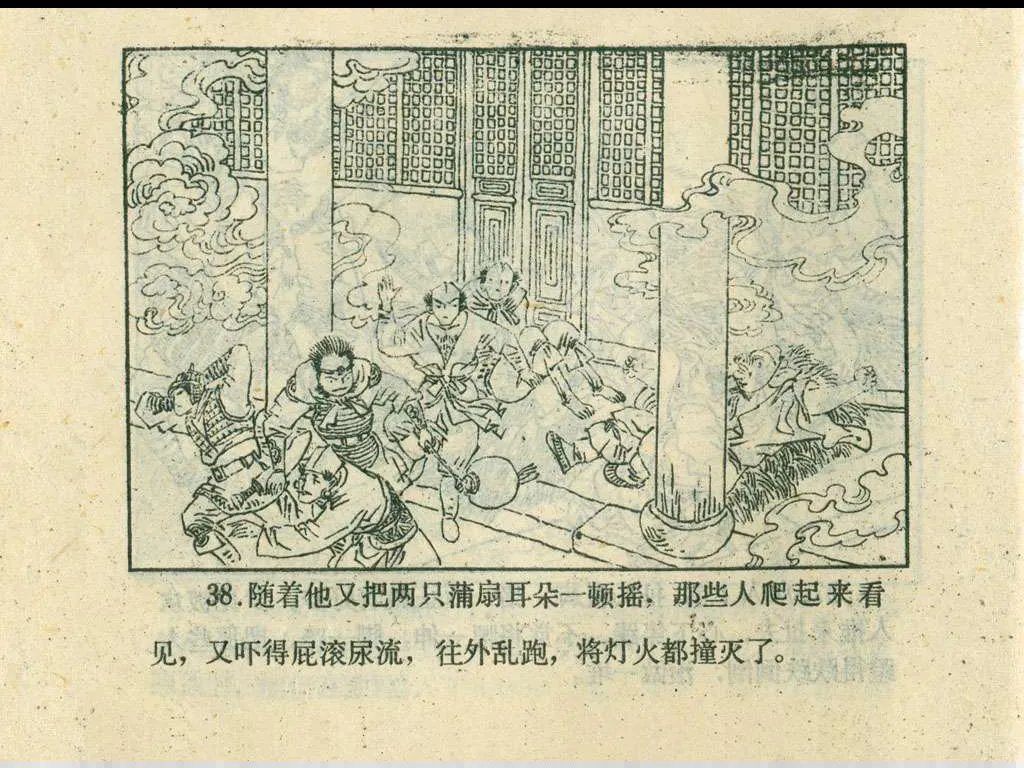 38.随着他又把两只蒲扇耳朵一顿摇，那些人爬起来看
见，又吓得屁滚尿流，往外乱跑，将灯火都撞灭了。